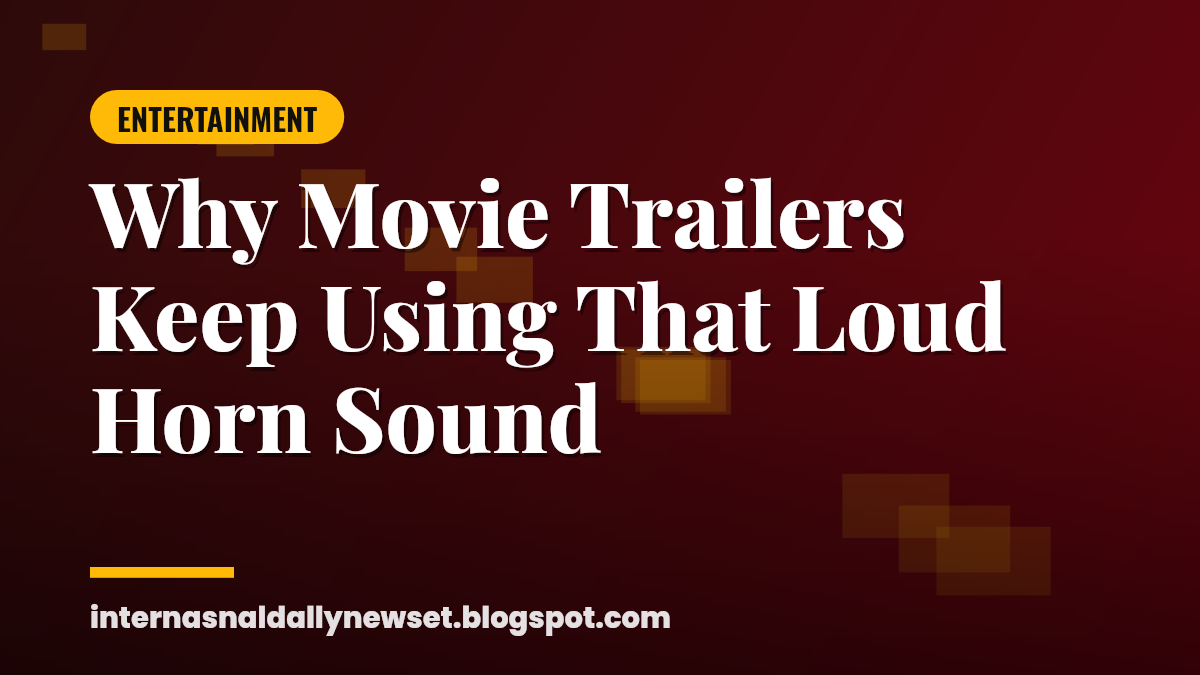 ENTERTAINMENT
Why Movie Trailers
Keep Using That Loud
Horn Sound
internasnaldallynewset.blogspot.com